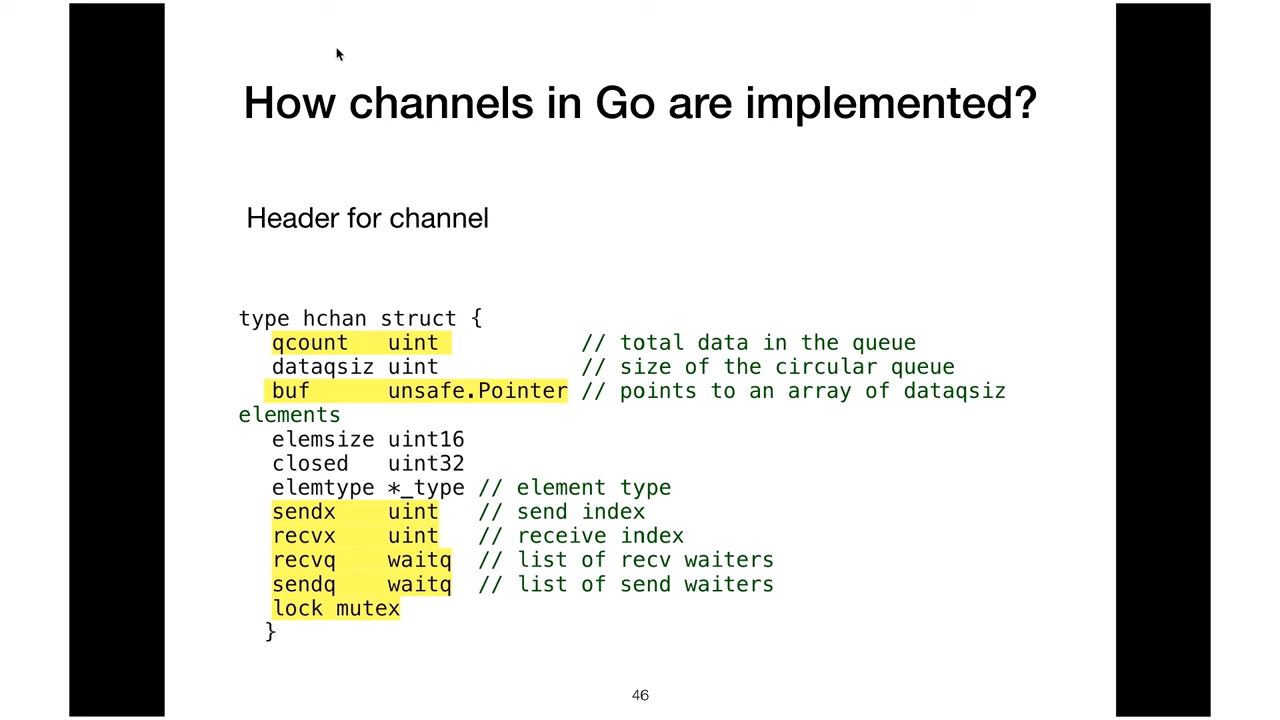 How channels in Go are implemented?
Header for channel
type hchan struct {
qcount uint // total data in the queue
dataqsiz uint // size of the circular queue
buf unsafe.Pointer // points to an array of dataqsiz
elements
elemsize uint16
closed uint32
elemtype *_type // element type
sendx uint // send index
recvx uint // receive index
recvq waitq // list of recv waiters
sendq waitq // list of send waiters
lock mutex
}
46